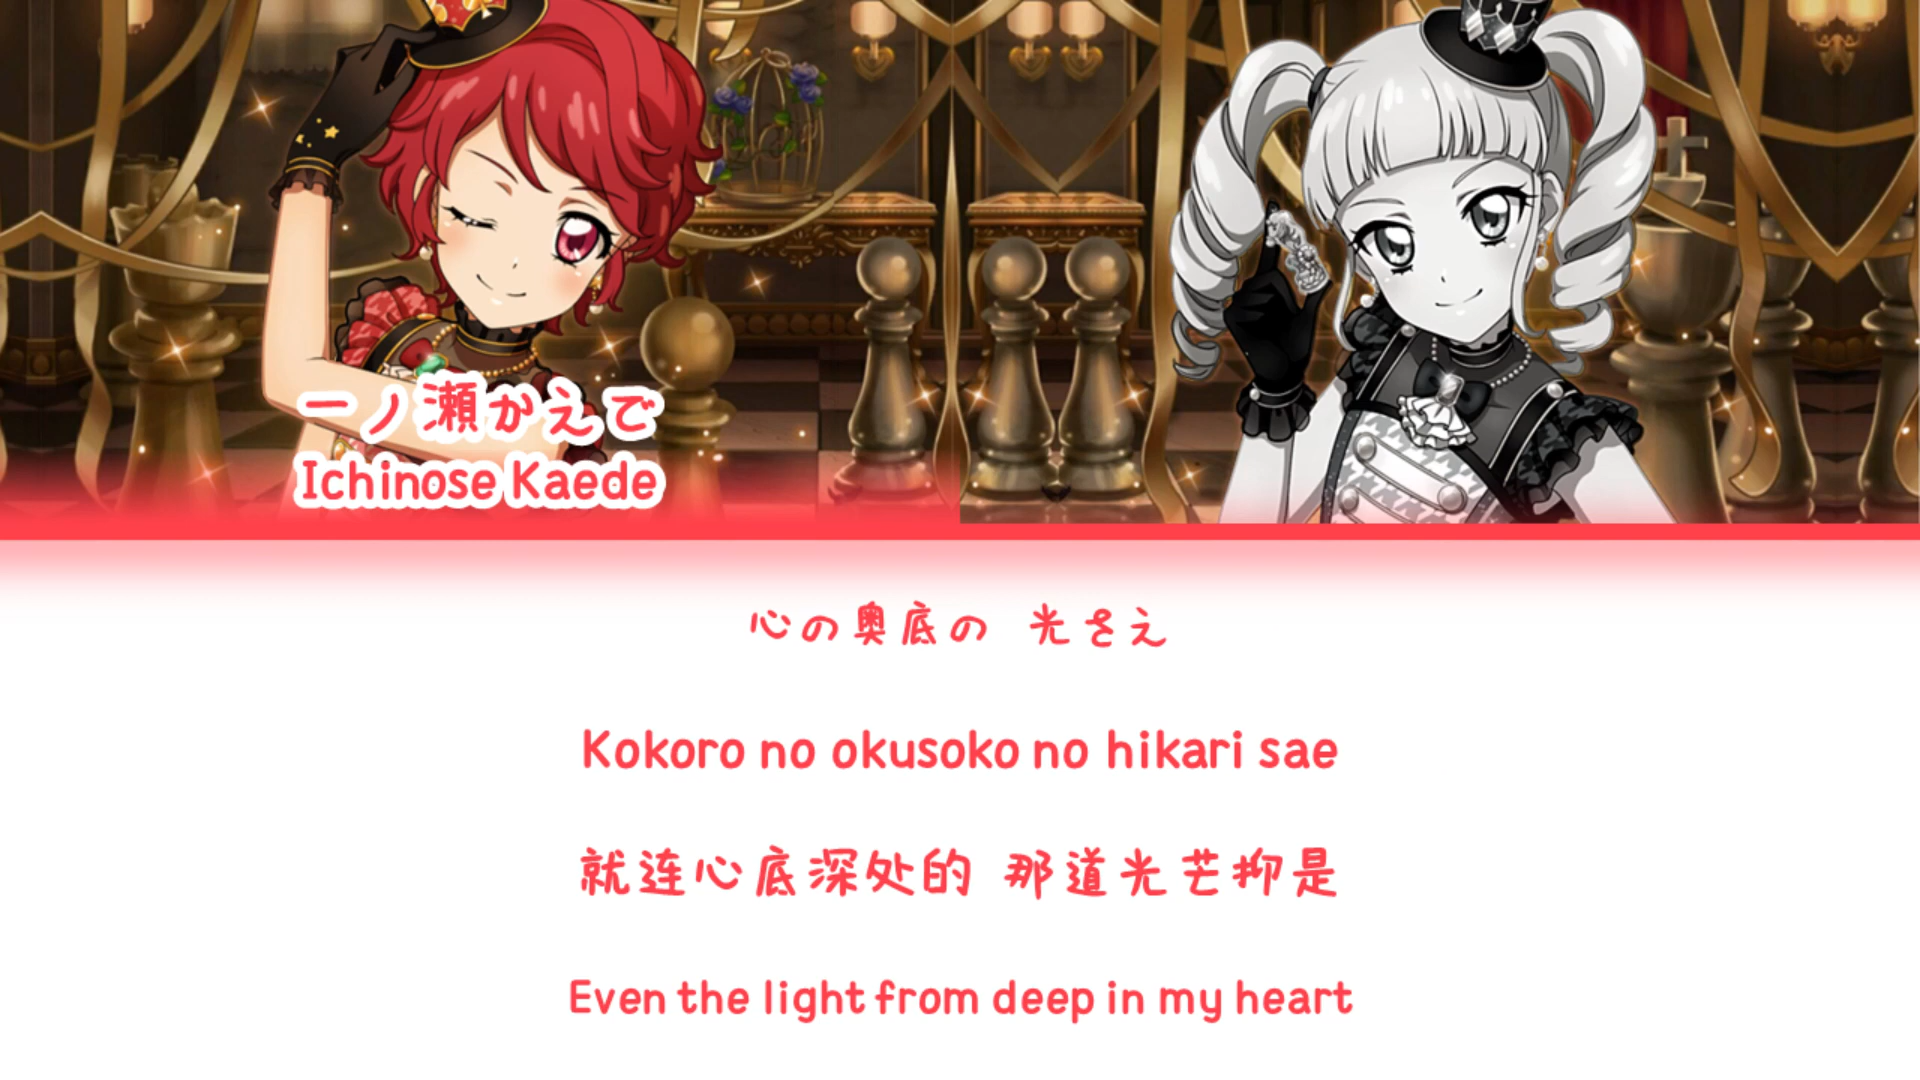 一ノ瀬かえで
Ichinose Kaede
心の奥底の 光さえ
Kokoro no okusoko no hikari sae
就连心底深处的 那道光芒抑是
Even the light from deep in my heart